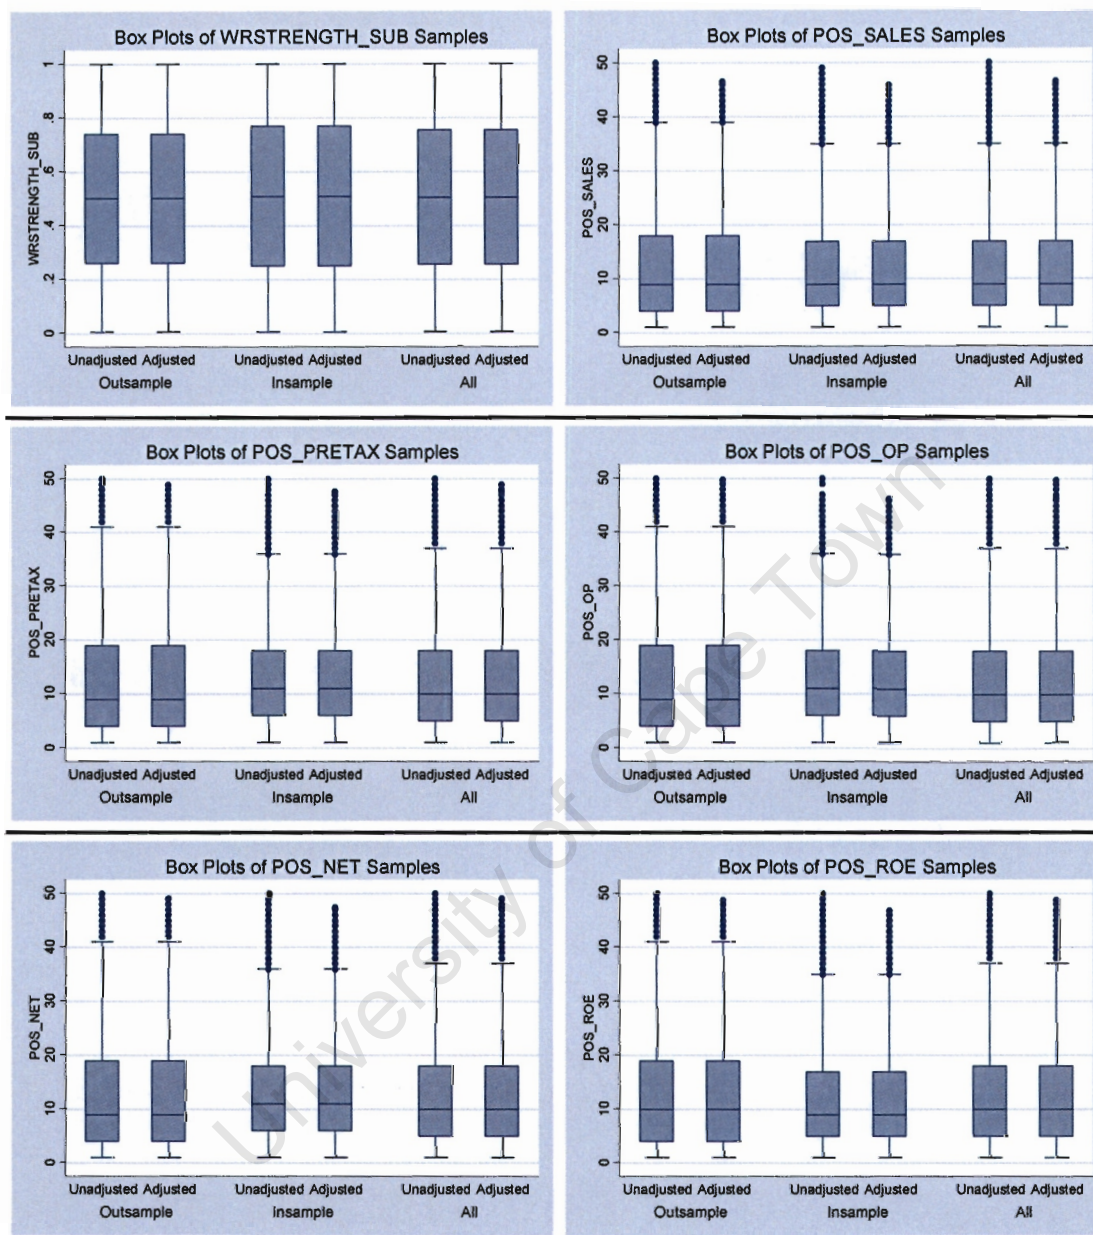 Box Plots of WRSTRENGTH_SUB Samples
WRSTRENGTH_SUB
1
.8
.6
.4
.2
0
Unadjusted Adjusted Unadjusted Adjusted Unadjusted Adjusted
Outsample Insample All
Box Plots of POS_SALES Samples
POS_SALES
50
40
30
20
10
0
Unadjusted Adjusted Unadjusted Adjusted Unadjusted Adjusted
Outsample Insample All
Box Plots of POS_PRETAX Samples
POS_PRETAX
50
40
30
20
10
0
Unadjusted Adjusted Unadjusted Adjusted Unadjusted Adjusted
Outsample Insample All
Box Plots of POS_OP Samples
POS_OP
50
40
30
20
10
0
Unadjusted Adjusted Unadjusted Adjusted Unadjusted Adjusted
Outsample Insample All
Box Plots of POS_NET Samples
POS_NET
50
40
30
20
10
0
Unadjusted Adjusted Unadjusted Adjusted Unadjusted Adjusted
Outsample Insample All
Box Plots of POS_ROE Samples
POS_ROE
50
40
30
20
10
0
Unadjusted Adjusted Unadjusted Adjusted Unadjusted Adjusted
Outsample Insample All
University of Cape Town